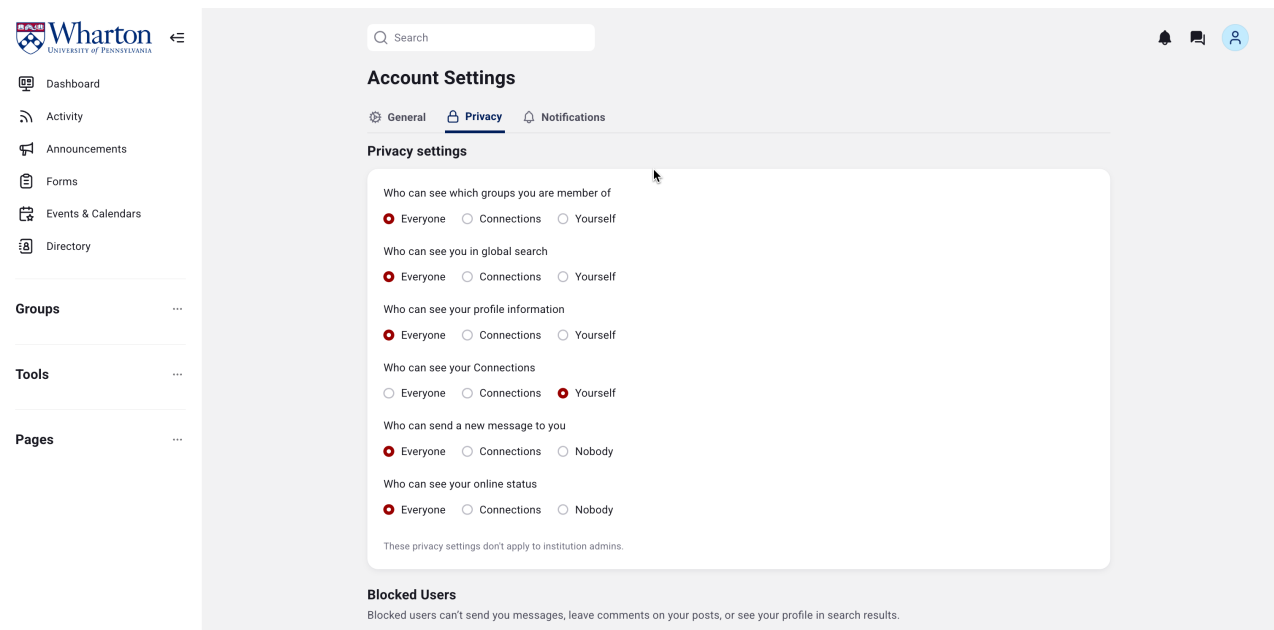 Wharton
UNIVERSITY of PENNSYLVANIA
Search
Dashboard
Activity
Announcements
Forms
Events & Calendars
Directory
Groups
Tools
Pages
Account Settings
General Privacy Notifications
Privacy settings
Who can see which groups you are member of
Everyone Connections Yourself
Who can see you in global search
Everyone Connections Yourself
Who can see your profile information
Everyone Connections Yourself
Who can see your Connections
Everyone Connections Yourself
Who can send a new message to you
Everyone Connections Nobody
Who can see your online status
Everyone Connections Nobody
These privacy settings don't apply to institution admins.
Blocked Users
Blocked users can't send you messages, leave comments on your posts, or see your profile in search results.